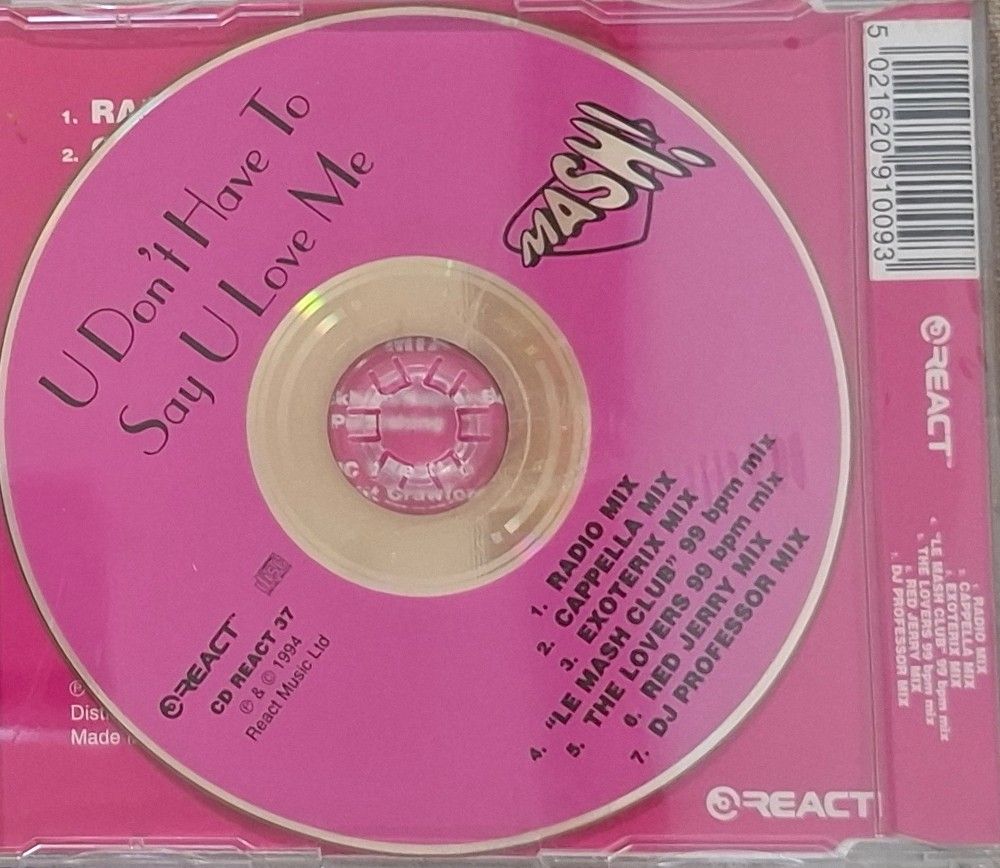 U Don't Have To
Say U Love Me
MASH!
1. RADIO MIX
2. CAPPELLA MIX
3. EXOTERIX MIX
4. "LE MASH CLUB" 99 bpm mix
5. THE LOVERS 99 bpm mix
6. RED JERRY MIX
7. DJ PROFESSOR MIX
REACT™
CD REACT 37
℗ & © 1994
React Music Ltd
1. RA
2.
℗
Made
REACT
5 021620 910093
REACT™
1. RADIO MIX
2. CAPPELLA MIX
3. EXOTERIX MIX
4. "LE MASH CLUB" 99 bpm mix
5. THE LOVERS 99 bpm mix
6. RED JERRY MIX
7. DJ PROFESSOR MIX